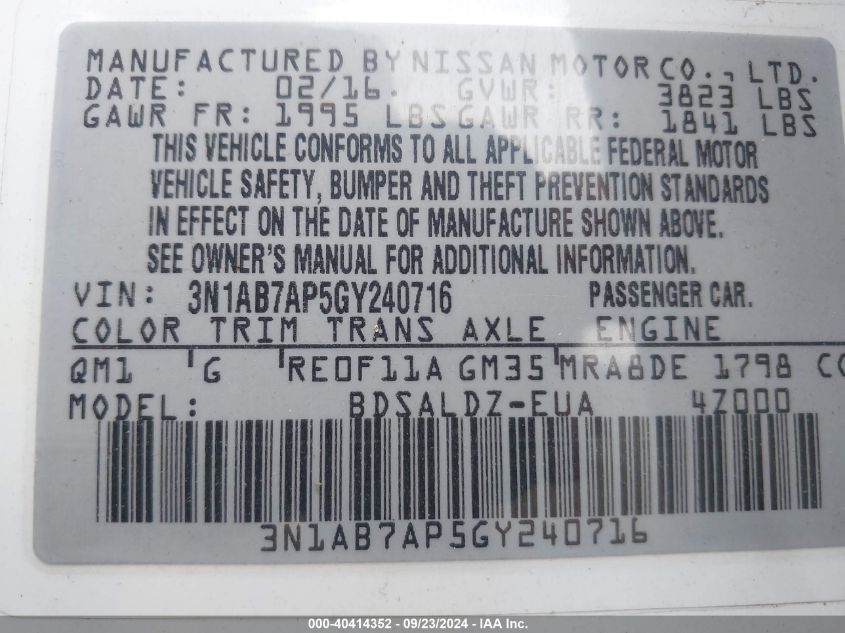 MANUFACTURED BY NISSAN MOTOR CO., LTD.
DATE: 02/16. GVWR: 3823 LBS
GAWR FR: 1995 LBS GAWR RR: 1841 LBS
THIS VEHICLE CONFORMS TO ALL APPLICABLE FEDERAL MOTOR
VEHICLE SAFETY, BUMPER AND THEFT PREVENTION STANDARDS
IN EFFECT ON THE DATE OF MANUFACTURE SHOWN ABOVE.
SEE OWNER'S MANUAL FOR ADDITIONAL INFORMATION.
VIN: 3N1AB7AP5GY240716 PASSENGER CAR.
COLOR TRIM TRANS AXLE ENGINE
QM1 G RE0F11A GM35 MRA8DE 1798 CC
MODEL: BDSALDZ-EUA 4Z000
3N1AB7AP5GY240716
000-40414352 - 09/23/2024 - IAA Inc.